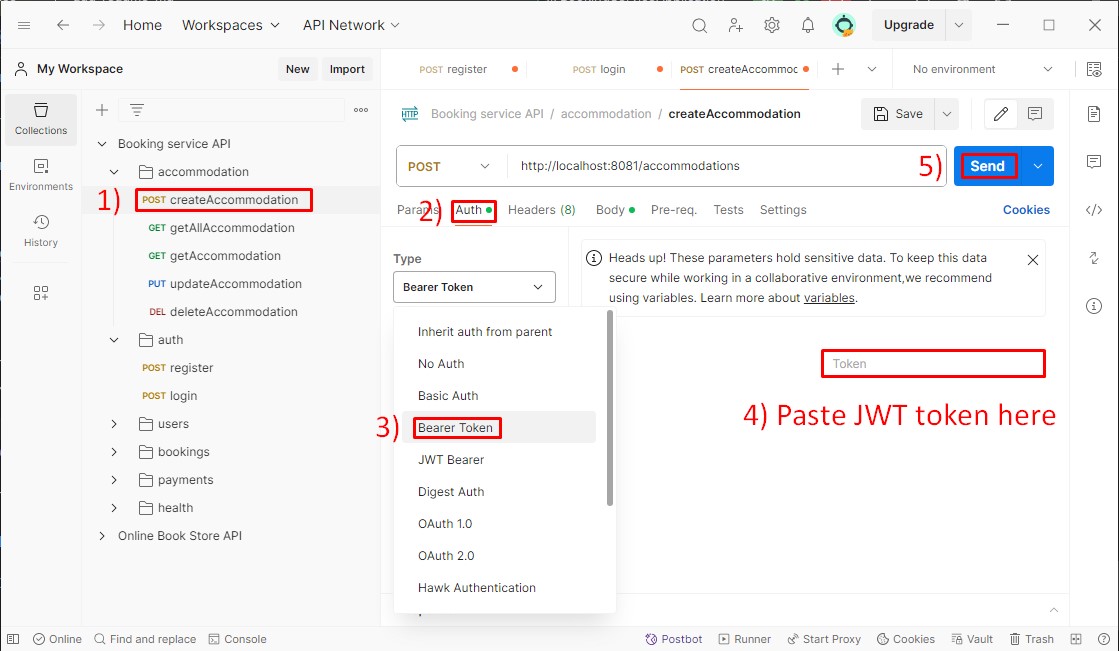 Home Workspaces API Network Upgrade
My Workspace New Import
POST register POST login POST createAccommoc No environment
Collections
Environments
History
Booking service API
accommodation
1) POST createAccommodation
GET getAllAccommodation
GET getAccommodation
PUT updateAccommodation
DEL deleteAccommodation
auth
POST register
POST login
users
bookings
payments
health
Online Book Store API
HTTP Booking service API / accommodation / createAccommodation Save
POST http://localhost:8081/accommodations 5) Send
Params 2) Auth Headers (8) Body Pre-req. Tests Settings Cookies
Type
Bearer Token
Heads up! These parameters hold sensitive data. To keep this data
secure while working in a collaborative environment,we recommend
using variables. Learn more about variables.
Inherit auth from parent
No Auth
Basic Auth
3) Bearer Token
JWT Bearer
Digest Auth
OAuth 1.0
OAuth 2.0
Hawk Authentication
Token
4) Paste JWT token here
Online Find and replace Console Postbot Runner Start Proxy Cookies Vault Trash